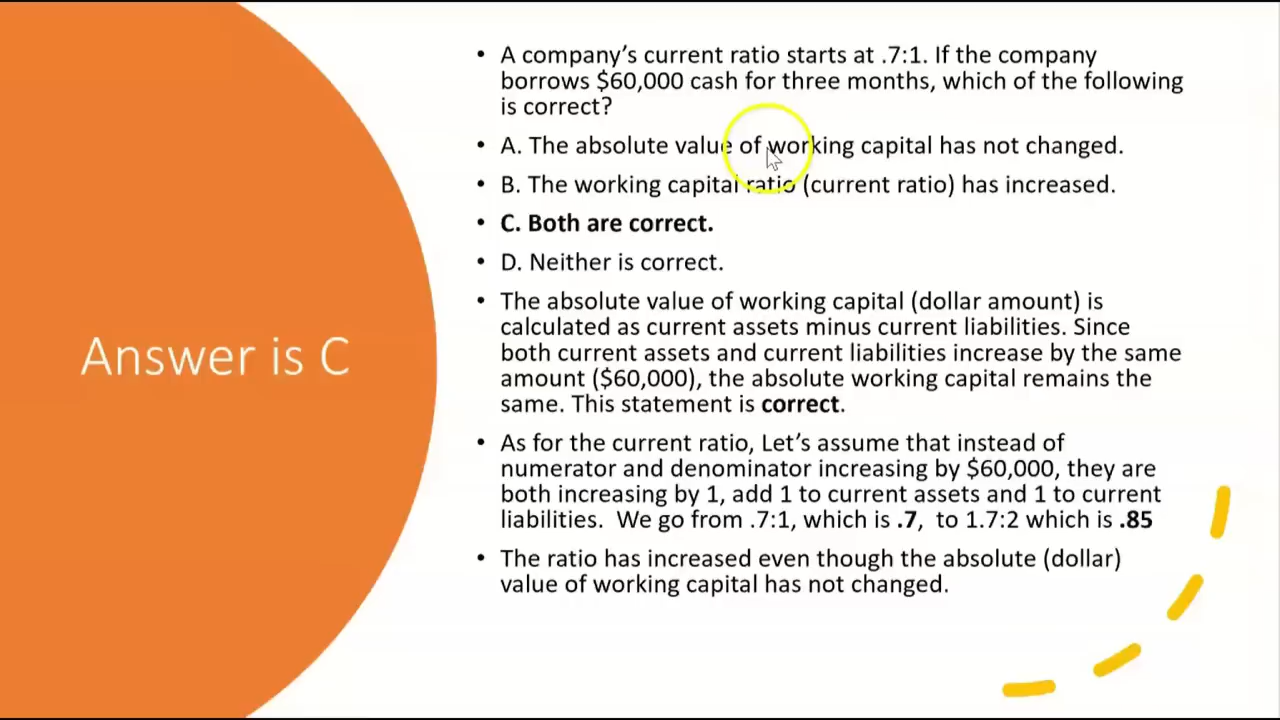 Answer is C
• A company's current ratio starts at .7:1. If the company
borrows $60,000 cash for three months, which of the following
is correct?
• A. The absolute value of working capital has not changed.
• B. The working capital ratio (current ratio) has increased.
• C. Both are correct.
• D. Neither is correct.
• The absolute value of working capital (dollar amount) is
calculated as current assets minus current liabilities. Since
both current assets and current liabilities increase by the same
amount ($60,000), the absolute working capital remains the
same. This statement is correct.
• As for the current ratio, Let's assume that instead of
numerator and denominator increasing by $60,000, they are
both increasing by 1, add 1 to current assets and 1 to current
liabilities. We go from .7:1, which is .7, to 1.7:2 which is .85
• The ratio has increased even though the absolute (dollar)
value of working capital has not changed.